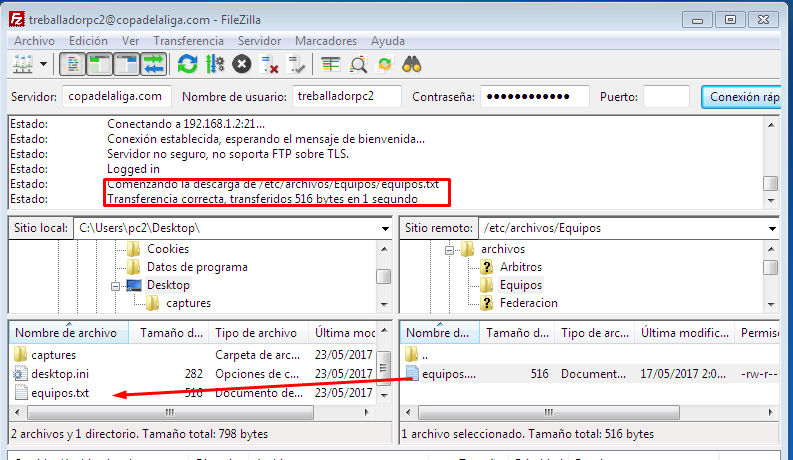 treballadorpc2@copadelaliga.com - FileZilla
Archivo Edición Ver Transferencia Servidor Marcadores Ayuda
Servidor: copadelaliga.com Nombre de usuario: treballadorpc2 Contraseña: •••••••••••• Puerto: Conexión ráp
Estado: Conectando a 192.168.1.2:21...
Estado: Conexión establecida, esperando el mensaje de bienvenida...
Estado: Servidor no seguro, no soporta FTP sobre TLS.
Estado: Logged in
Estado: Comenzando la descarga de /etc/archivos/Equipos/equipos.txt
Estado: Transferencia correcta, transferidos 516 bytes en 1 segundo
Sitio local: C:\Users\pc2\Desktop\
Cookies
Datos de programa
Desktop
captures
Sitio remoto: /etc/archivos/Equipos
archivos
Arbitros
Equipos
Federacion
Nombre de archivo Tamaño d... Tipo de archivo Última moc
captures Carpeta de arc... 23/05/2017
desktop.ini 282 Opciones de c... 23/05/2017
equipos.txt 516 Documento de... 23/05/2017
2 archivos y 1 directorio. Tamaño total: 798 bytes
Nombre d... Tamaño d... Tipo de arc... Última modific... Permiso
..
equipos.... 516 Document... 17/05/2017 2:0... -rw-r--
1 archivo seleccionado. Tamaño total: 516 bytes